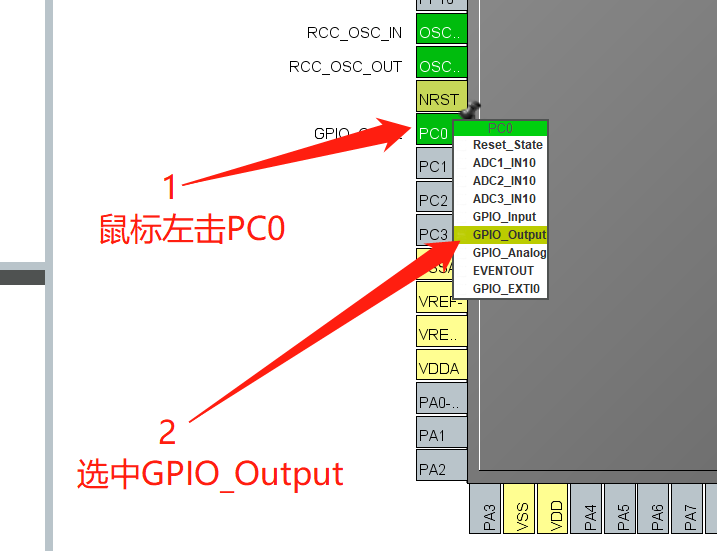 RCC_OSC_IN
OSC..
RCC_OSC_OUT
OSC..
NRST
PC0
PC0
Reset_State
ADC1_IN10
ADC2_IN10
ADC3_IN10
GPIO_Input
GPIO_Output
GPIO_Analog
EVENTOUT
GPIO_EXTI0
PC1
PC2
PC3
VREF-
VRE..
VDDA
PA0-..
PA1
PA2
1
鼠标左击PC0
2
选中GPIO_Output
PA3
VSS
VDD
PA4
PA5
PA6
PA7